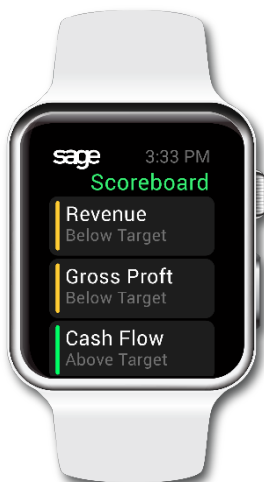 sage 3:33 PM
Scoreboard
Revenue
Below Target
Gross Proft
Below Target
Cash Flow
Above Target